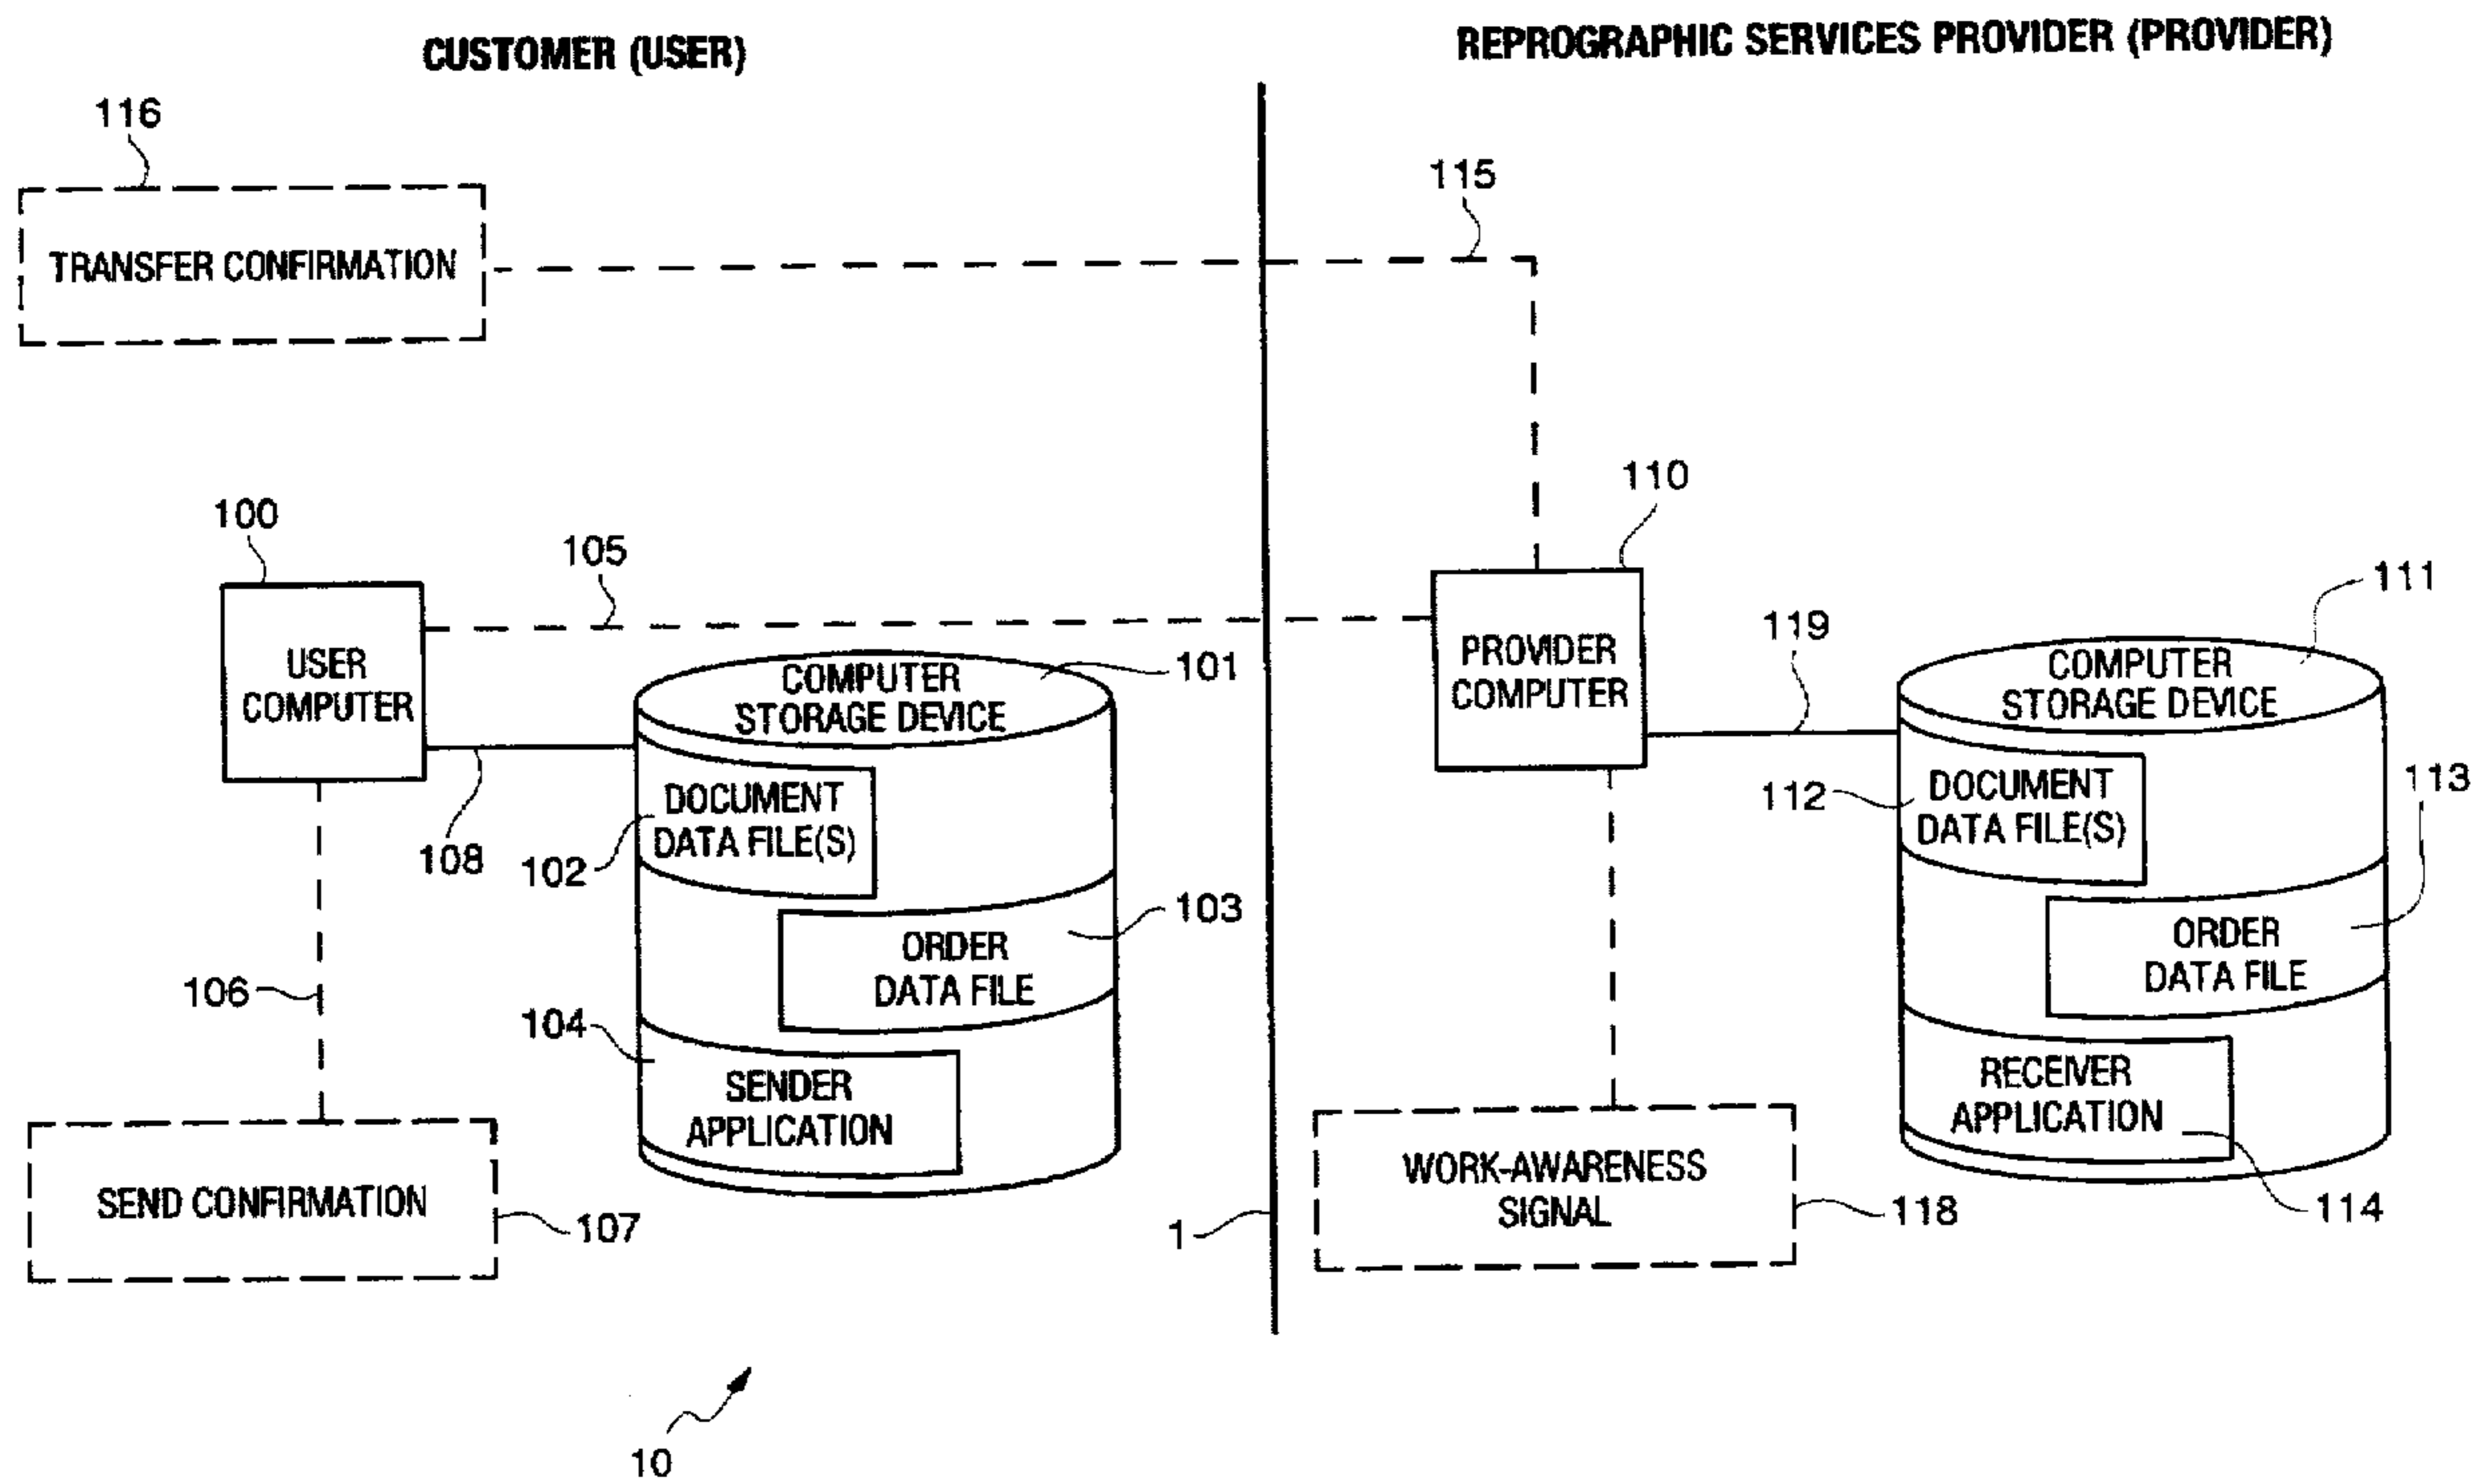 CUSTOMER (USER)
REPROGRAPHIC SERVICES PROVIDER (PROVIDER)
116
TRANSFER CONFIRMATION
115
100
USER
COMPUTER
105
110
PROVIDER
COMPUTER
119
111
COMPUTER
STORAGE DEVICE
101
COMPUTER
STORAGE DEVICE
108
DOCUMENT
DATA FILE(S)
102
ORDER
DATA FILE
103
112
DOCUMENT
DATA FILE(S)
113
ORDER
DATA FILE
106
104
SENDER
APPLICATION
RECEIVER
APPLICATION
114
SEND CONFIRMATION
107
1
WORK-AWARENESS
SIGNAL
118
10